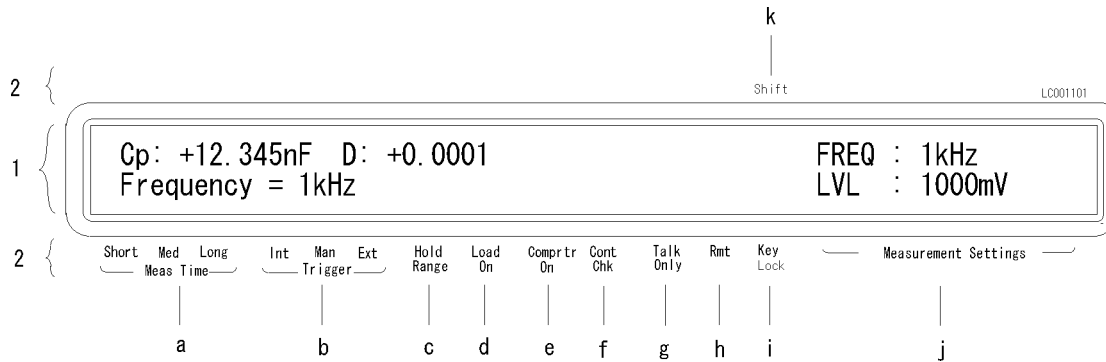 k
2
Shift
LC001101
1
Cp: +12.345nF D: +0.0001
FREQ : 1kHz
Frequency = 1kHz
LVL : 1000mV
2
Short Med Long
Meas Time
Int Man Ext
Trigger
Hold
Range
Load
On
Comprtr
On
Cont
Chk
Talk
Only
Rmt
Key
Lock
Measurement Settings
a b c d e f g h i j